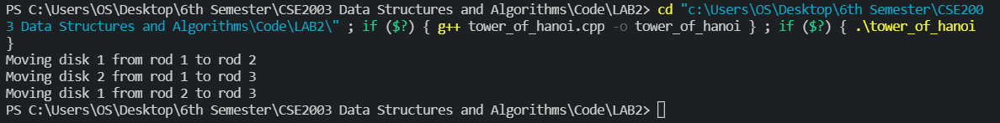 PS C:\Users\OS\Desktop\6th Semester\CSE2003 Data Structures and Algorithms\Code\LAB2> cd "c:\Users\OS\Desktop\6th Semester\CSE200
3 Data Structures and Algorithms\Code\LAB2\" ; if ($?) { g++ tower_of_hanoi.cpp -o tower_of_hanoi } ; if ($?) { .\tower_of_hanoi
}
Moving disk 1 from rod 1 to rod 2
Moving disk 2 from rod 1 to rod 3
Moving disk 1 from rod 2 to rod 3
PS C:\Users\OS\Desktop\6th Semester\CSE2003 Data Structures and Algorithms\Code\LAB2>